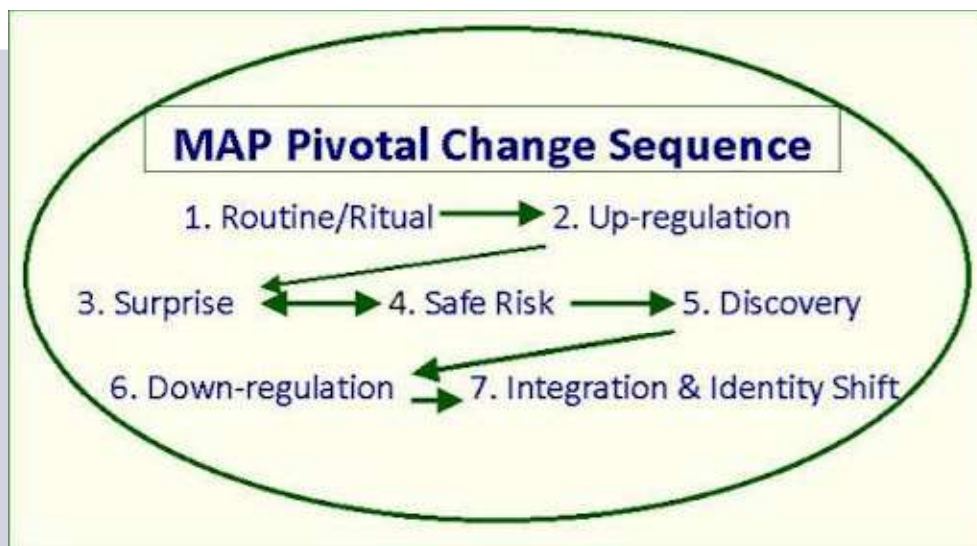 MAP Pivotal Change Sequence
1. Routine/Ritual 2. Up-regulation
3. Surprise 4. Safe Risk 5. Discovery
6. Down-regulation 7. Integration & Identity Shift